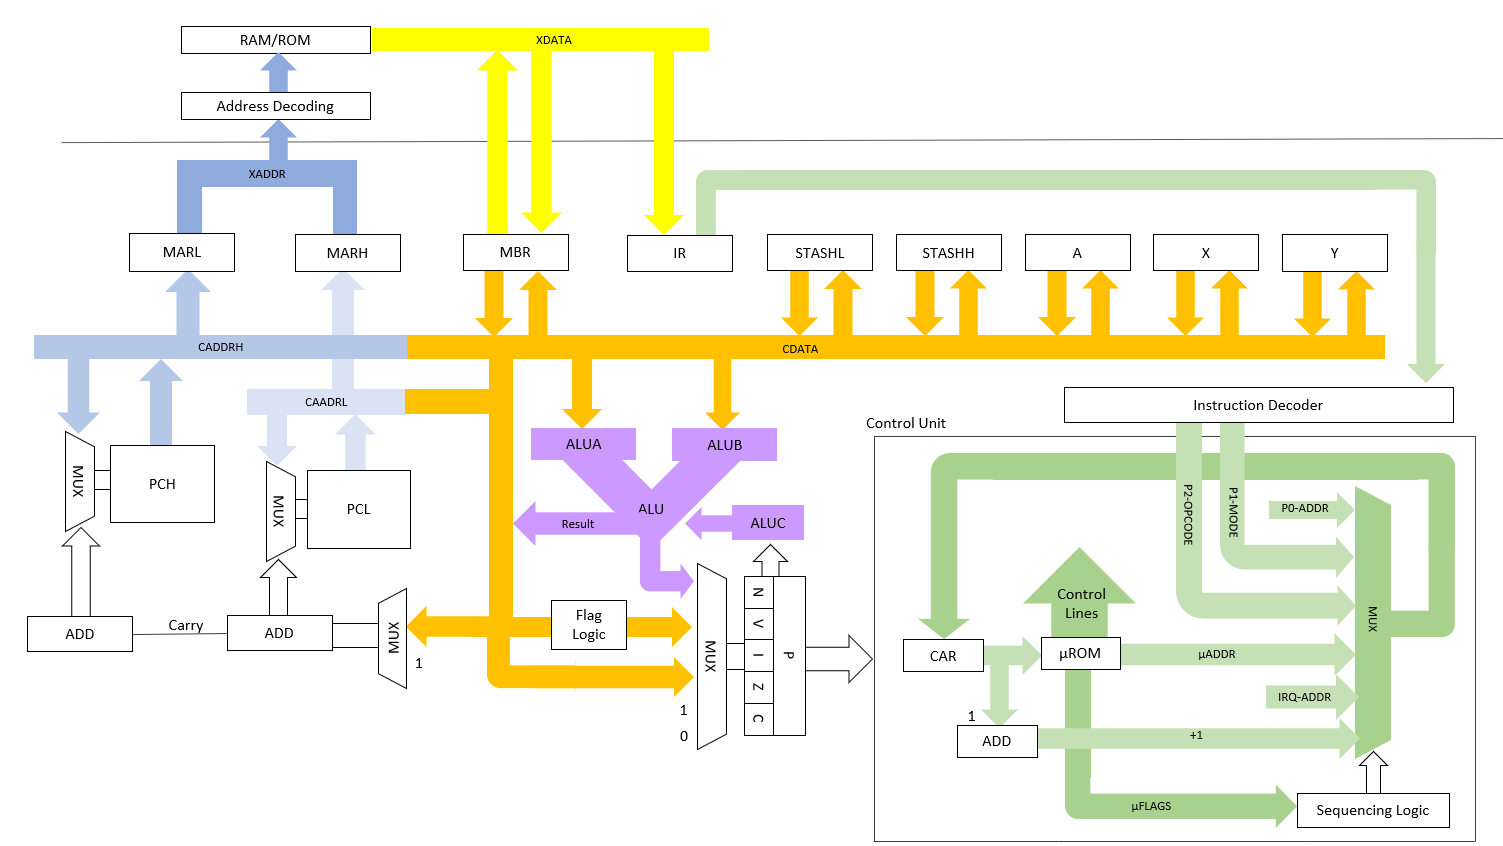 RAM/ROM
XDATA
Address Decoding
XADDR
MARL
MARH
MBR
IR
STASHL
STASHH
A
X
Y
CADDRH
CDATA
CAADRL
Instruction Decoder
Control Unit
MUX
PCH
MUX
PCL
ALUA
ALUB
ALU
Result
ALUC
P2-OPCODE
P1-MODE
P0-ADDR
Control
Lines
MUX
N
V
I
Z
C
P
Flag
Logic
MUX
ADD
Carry
ADD
MUX
1
1
0
CAR
µROM
µADDR
IRQ-ADDR
1
ADD
+1
µFLAGS
Sequencing Logic